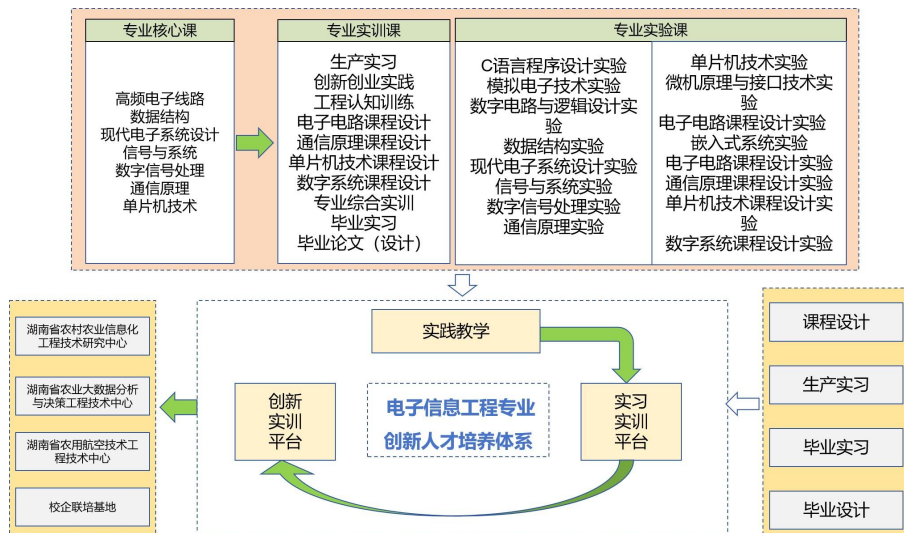 专业核心课
高频电子线路
数据结构
现代电子系统设计
信号与系统
数字信号处理
通信原理
单片机技术
专业实训课
生产实习
创新创业实践
工程认知训练
电子电路课程设计
通信原理课程设计
单片机技术课程设计
数字系统课程设计
专业综合实训
毕业实习
毕业论文（设计）
专业实验课
C语言程序设计实验
模拟电子技术实验
数字电路与逻辑设计实
验
数据结构实验
现代电子系统设计实验
信号与系统实验
数字信号处理实验
通信原理实验
单片机技术实验
微机原理与接口技术实
验
电子电路课程设计实验
嵌入式系统实验
电子电路课程设计实验
通信原理课程设计实验
单片机技术课程设计实
验
数字系统课程设计实验
湖南省农村农业信息化
工程技术研究中心
湖南省农业大数据分析
与决策工程技术中心
湖南省农用航空技术工
程技术中心
校企联培基地
实践教学
创新
实训
平台
电子信息工程专业
创新人才培养体系
实习
实训
平台
课程设计
生产实习
毕业实习
毕业设计